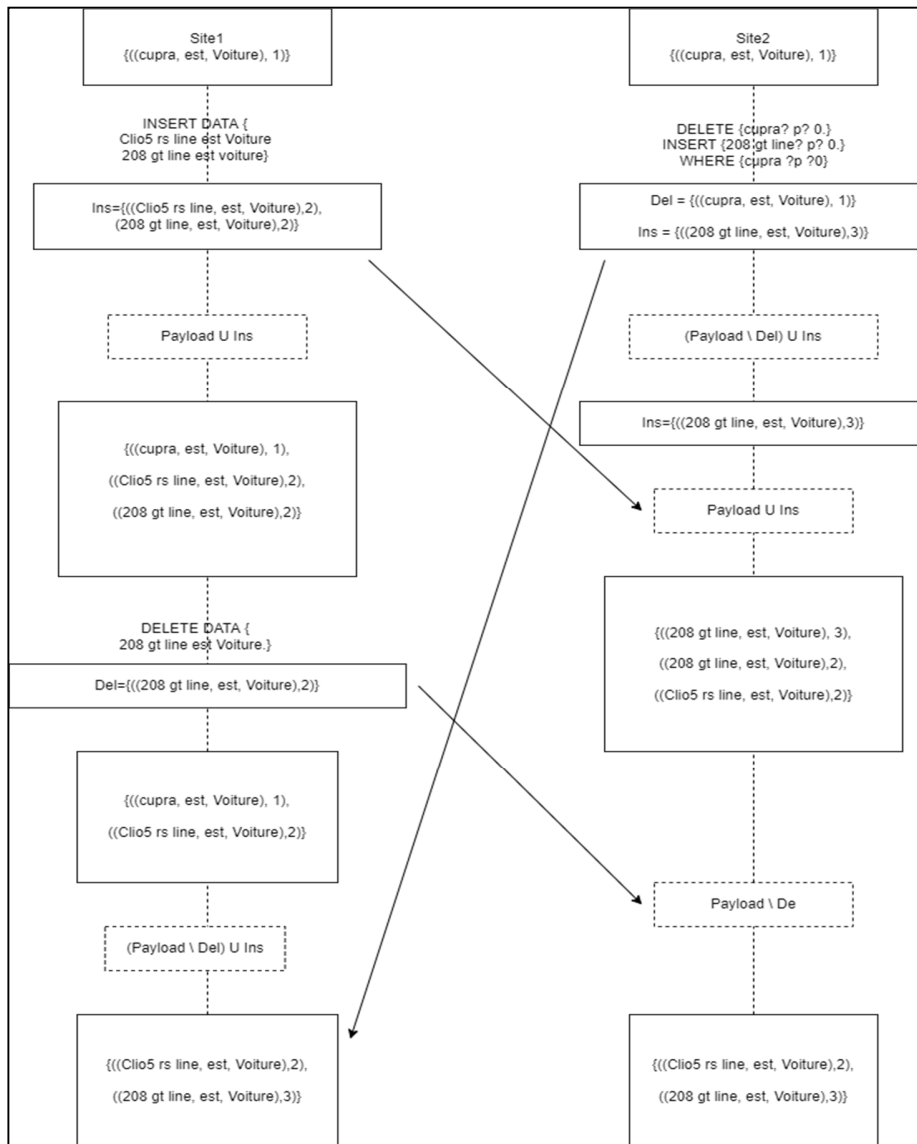 Site1
{((cupra, est, Voiture), 1)}
INSERT DATA {
Clio5 rs line est Voiture
208 gt line est voiture}
Ins={((Clio5 rs line, est, Voiture),2),
(208 gt line, est, Voiture),2)}
Payload U Ins
{((cupra, est, Voiture), 1),
((Clio5 rs line, est, Voiture),2),
((208 gt line, est, Voiture),2)}
DELETE DATA {
208 gt line est Voiture.}
Del={((208 gt line, est, Voiture),2)}
{((cupra, est, Voiture), 1),
((Clio5 rs line, est, Voiture),2)}
(Payload \ Del) U Ins
{((Clio5 rs line, est, Voiture),2),
((208 gt line, est, Voiture),3)}
Site2
{((cupra, est, Voiture), 1)}
DELETE {cupra? p? 0.}
INSERT {208 gt line? p? 0.}
WHERE {cupra ?p ?0}
Del = {((cupra, est, Voiture), 1)}
Ins = {((208 gt line, est, Voiture),3)}
(Payload \ Del) U Ins
Ins={((208 gt line, est, Voiture),3)}
Payload U Ins
{((208 gt line, est, Voiture), 3),
((208 gt line, est, Voiture),2),
((Clio5 rs line, est, Voiture),2)}
Payload \ De
{((Clio5 rs line, est, Voiture),2),
((208 gt line, est, Voiture),3)}